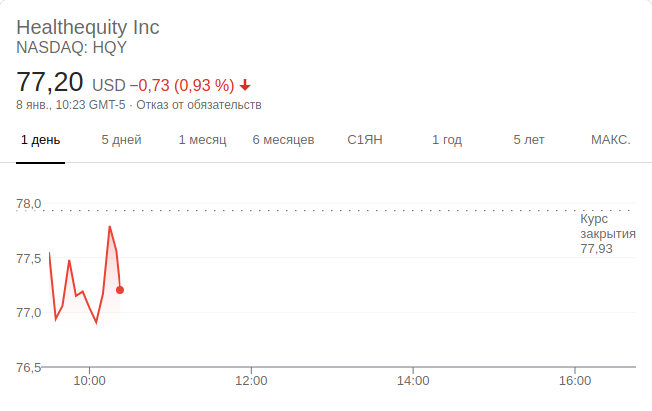 Healthequity Inc
NASDAQ: HQY
77,20 USD −0,73 (0,93 %)
8 янв., 10:23 GMT-5 · Отказ от обязательств
1 день 5 дней 1 месяц 6 месяцев С1ЯН 1 год 5 лет МАКС.
78,0
Курс
закрытия
77,93
77,5
77,0
76,5
10:00 12:00 14:00 16:00